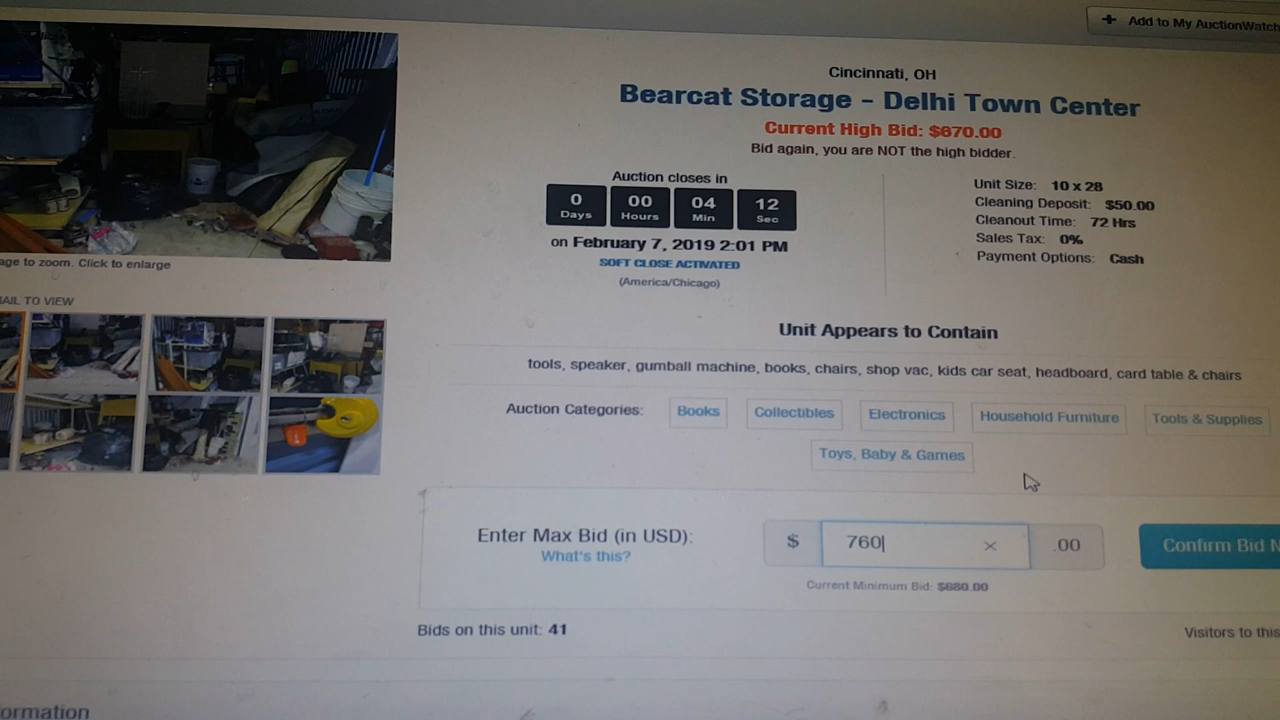 + Add to My AuctionWatch
Cincinnati, OH
Bearcat Storage - Delhi Town Center
Current High Bid: $670.00
Bid again, you are NOT the high bidder.
Auction closes in
0 00 04 12
Days Hours Min Sec
on February 7, 2019 2:01 PM
SOFT CLOSE ACTIVATED
(America/Chicago)
Unit Size: 10 x 28
Cleaning Deposit: $50.00
Cleanout Time: 72 Hrs
Sales Tax: 0%
Payment Options: Cash
age to zoom. Click to enlarge
AIL TO VIEW
Unit Appears to Contain
tools, speaker, gumball machine, books, chairs, shop vac, kids car seat, headboard, card table & chairs
Auction Categories: Books Collectibles Electronics Household Furniture Tools & Supplies
Toys, Baby & Games
Enter Max Bid (in USD): $ 760 × .00 Confirm Bid N
What's this?
Current Minimum Bid: $680.00
Bids on this unit: 41
Visitors to this
ormation